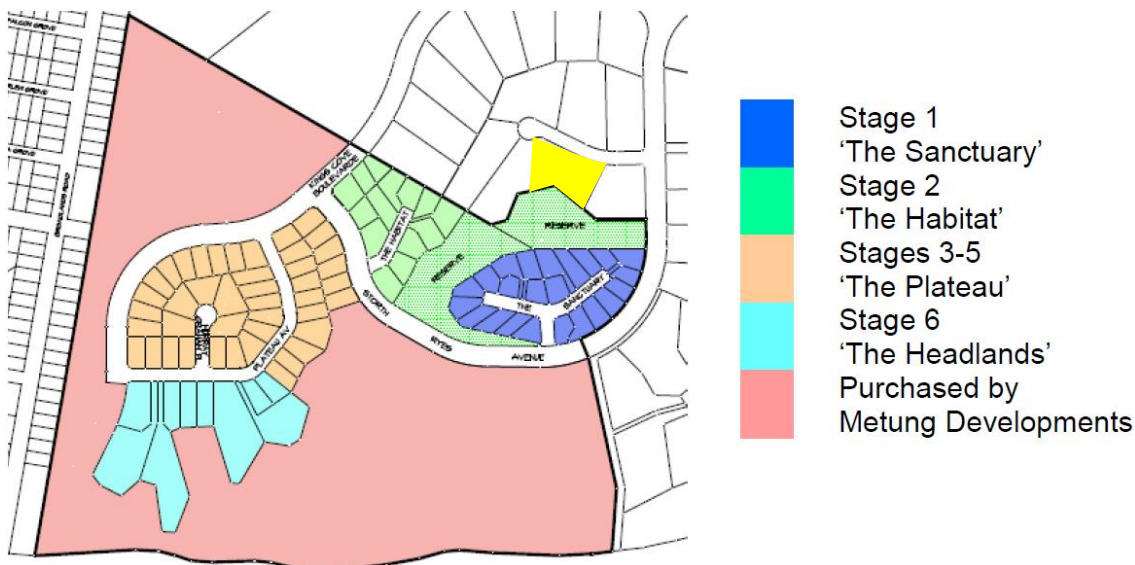 KINGS COVE
BOULEVARDE
THE HABITAT
RESERVE
RESERVE
THE
SANCTUARY
STORTH
RYES
AVENUE
PLATEAU AV
Stage 1
‘The Sanctuary’
Stage 2
‘The Habitat’
Stages 3-5
‘The Plateau’
Stage 6
‘The Headlands’
Purchased by
Metung Developments